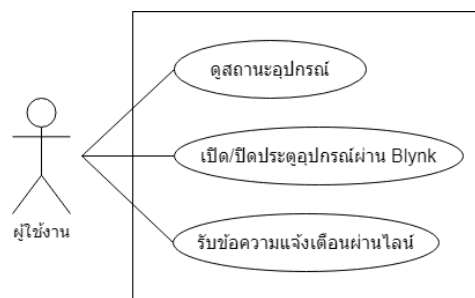 ดูสถานะอุปกรณ์
เปิด/ปิดประตูอุปกรณ์ผ่าน Blynk
ผู้ใช้งาน
รับข้อความแจ้งเตือนผ่านไลน์